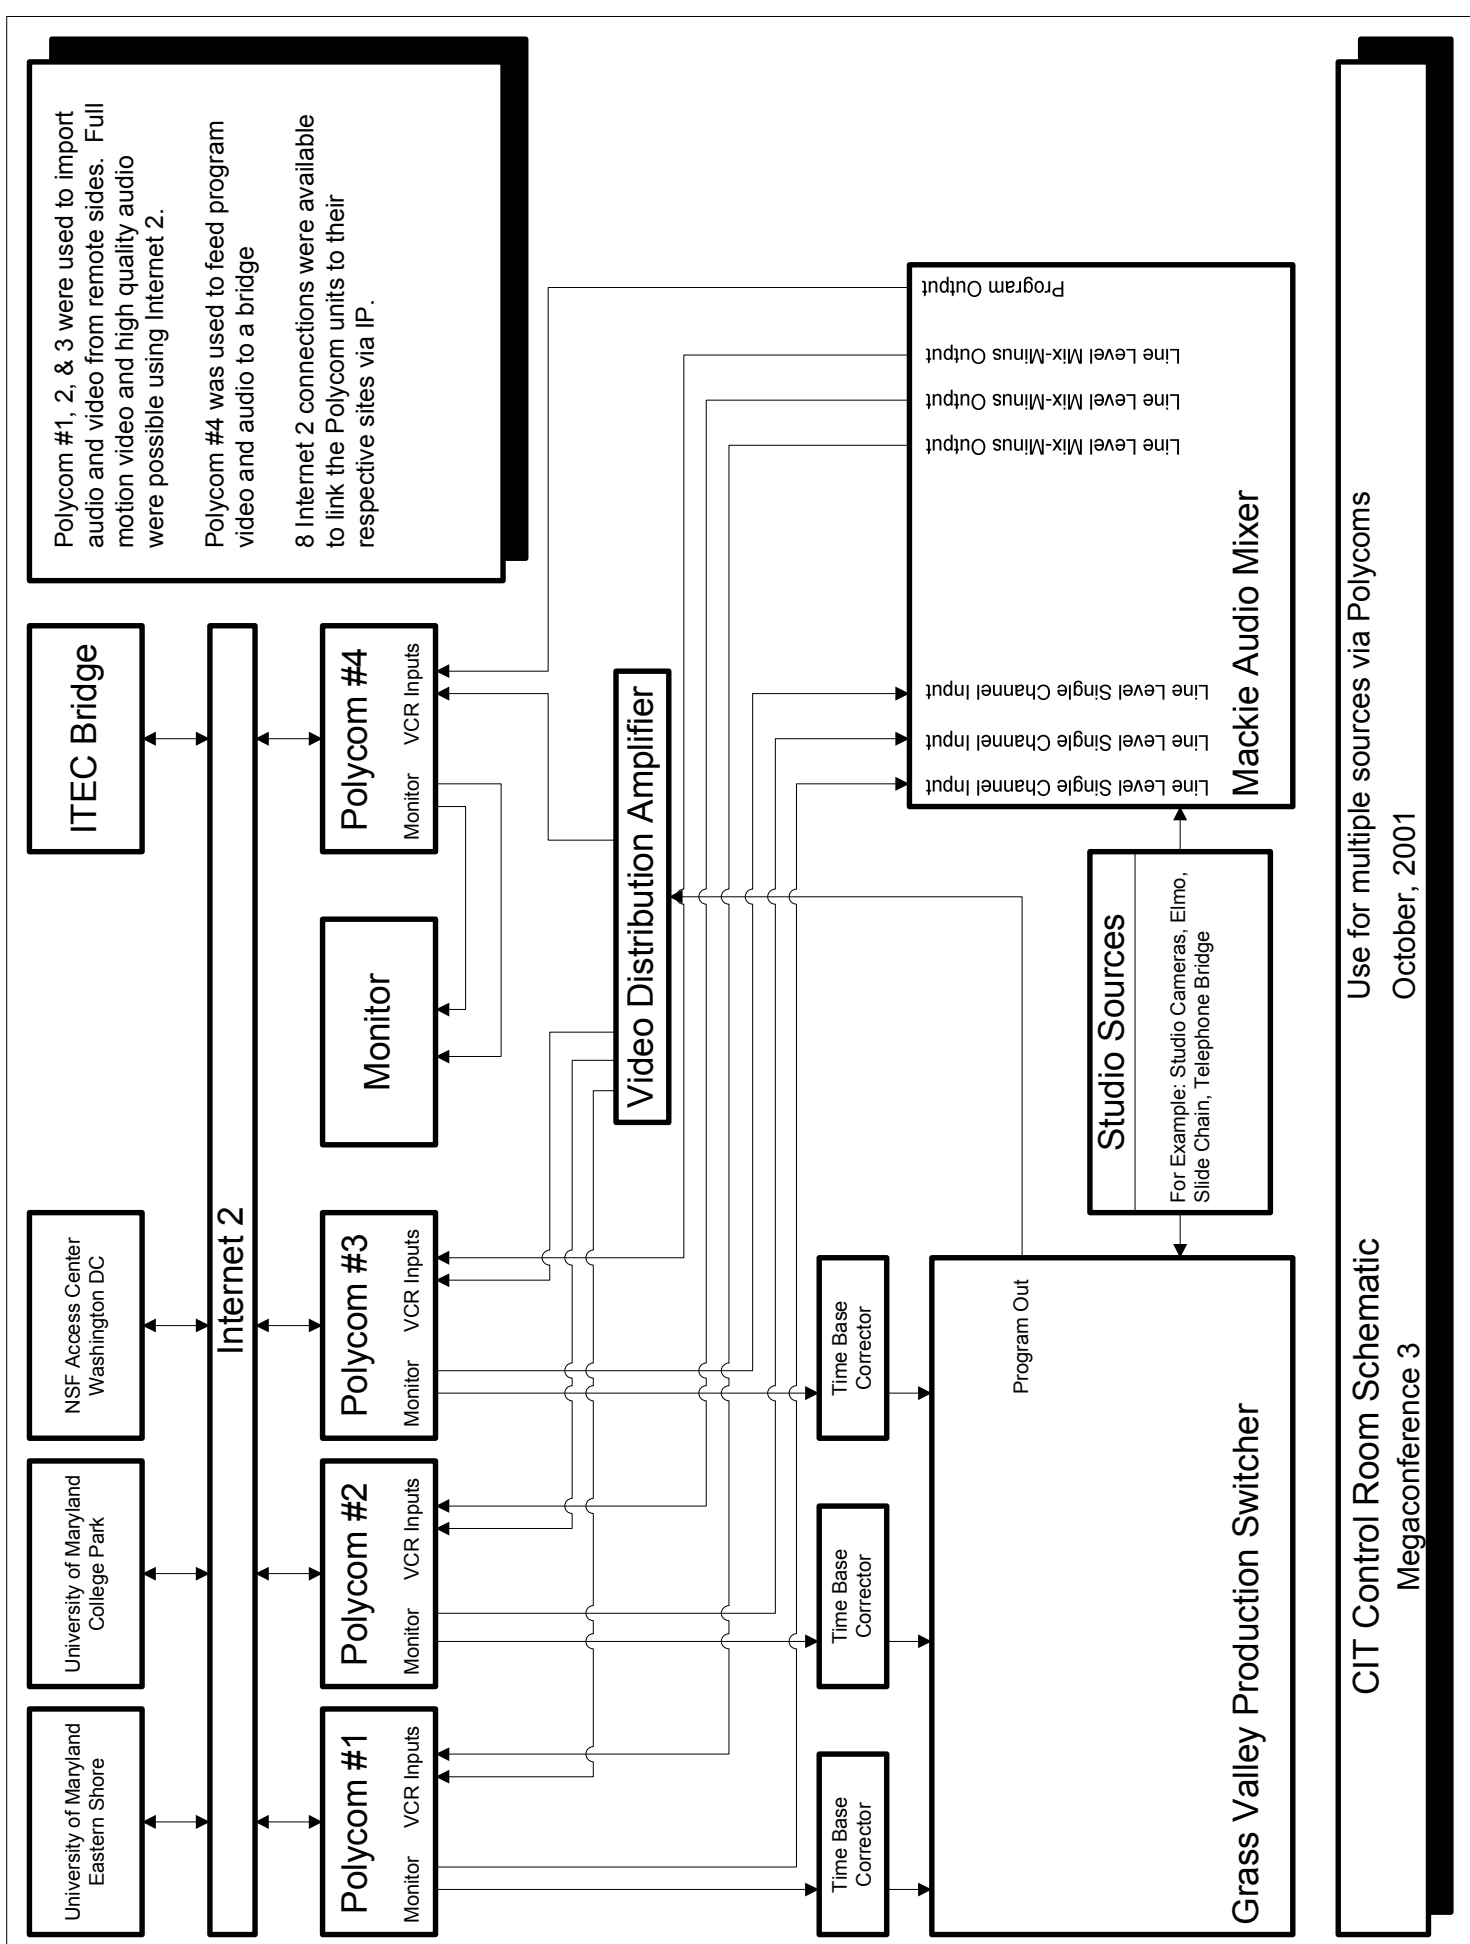 University of Maryland
Eastern Shore
University of Maryland
College Park
NSF Access Center
Washington DC
ITEC Bridge
Polycom #1, 2, & 3 were used to import
audio and video from remote sides. Full
motion video and high quality audio
were possible using Internet 2.
Polycom #4 was used to feed program
video and audio to a bridge
8 Internet 2 connections were available
to link the Polycom units to their
respective sites via IP.
Internet 2
Polycom #1
Monitor VCR Inputs
Polycom #2
Monitor VCR Inputs
Polycom #3
Monitor VCR Inputs
Monitor
Polycom #4
Monitor VCR Inputs
Video Distribution Amplifier
Time Base
Corrector
Time Base
Corrector
Time Base
Corrector
Program Out
Grass Valley Production Switcher
Studio Sources
For Example: Studio Cameras, Elmo,
Slide Chain, Telephone Bridge
Line Level Single Channel Input
Line Level Single Channel Input
Line Level Single Channel Input
Line Level Mix-Minus Output
Line Level Mix-Minus Output
Line Level Mix-Minus Output
Program Output
Mackie Audio Mixer
CIT Control Room Schematic
Megaconference 3
Use for multiple sources via Polycoms
October, 2001